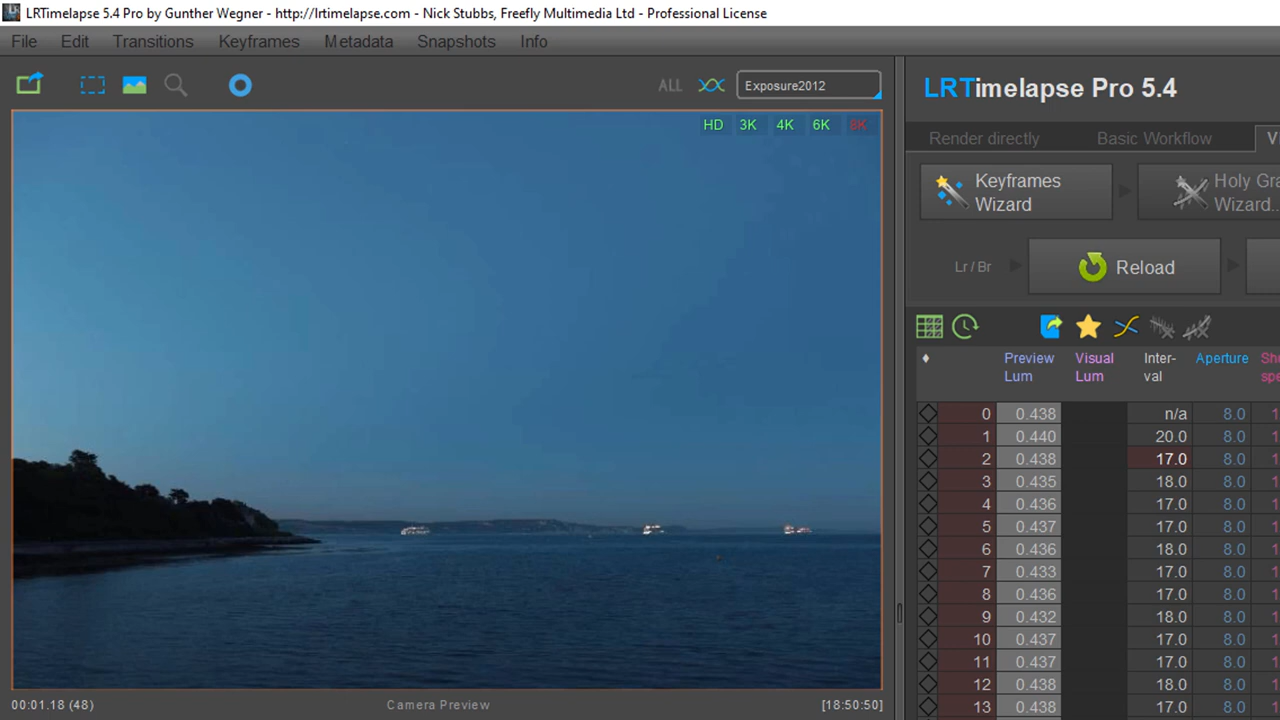 LRTimelapse 5.4 Pro by Gunther Wegner - http://lrtimelapse.com - Nick Stubbs, Freefly Multimedia Ltd - Professional License
File Edit Transitions Keyframes Metadata Snapshots Info
ALL Exposure2012
HD 3K 4K 6K 8K
00:01.18 (48) Camera Preview [18:50:50]
LRTimelapse Pro 5.4
Render directly Basic Workflow
Keyframes
Wizard
Holy Gra
Wizard..
Lr / Br Reload
Preview Visual Inter- Aperture
Lum Lum val
0 0.438 n/a 8.0
1 0.440 20.0 8.0
2 0.438 17.0 8.0
3 0.435 18.0 8.0
4 0.436 17.0 8.0
5 0.437 17.0 8.0
6 0.436 18.0 8.0
7 0.433 17.0 8.0
8 0.436 17.0 8.0
9 0.432 18.0 8.0
10 0.437 17.0 8.0
11 0.437 17.0 8.0
12 0.438 18.0 8.0
13 0.438 17.0 8.0